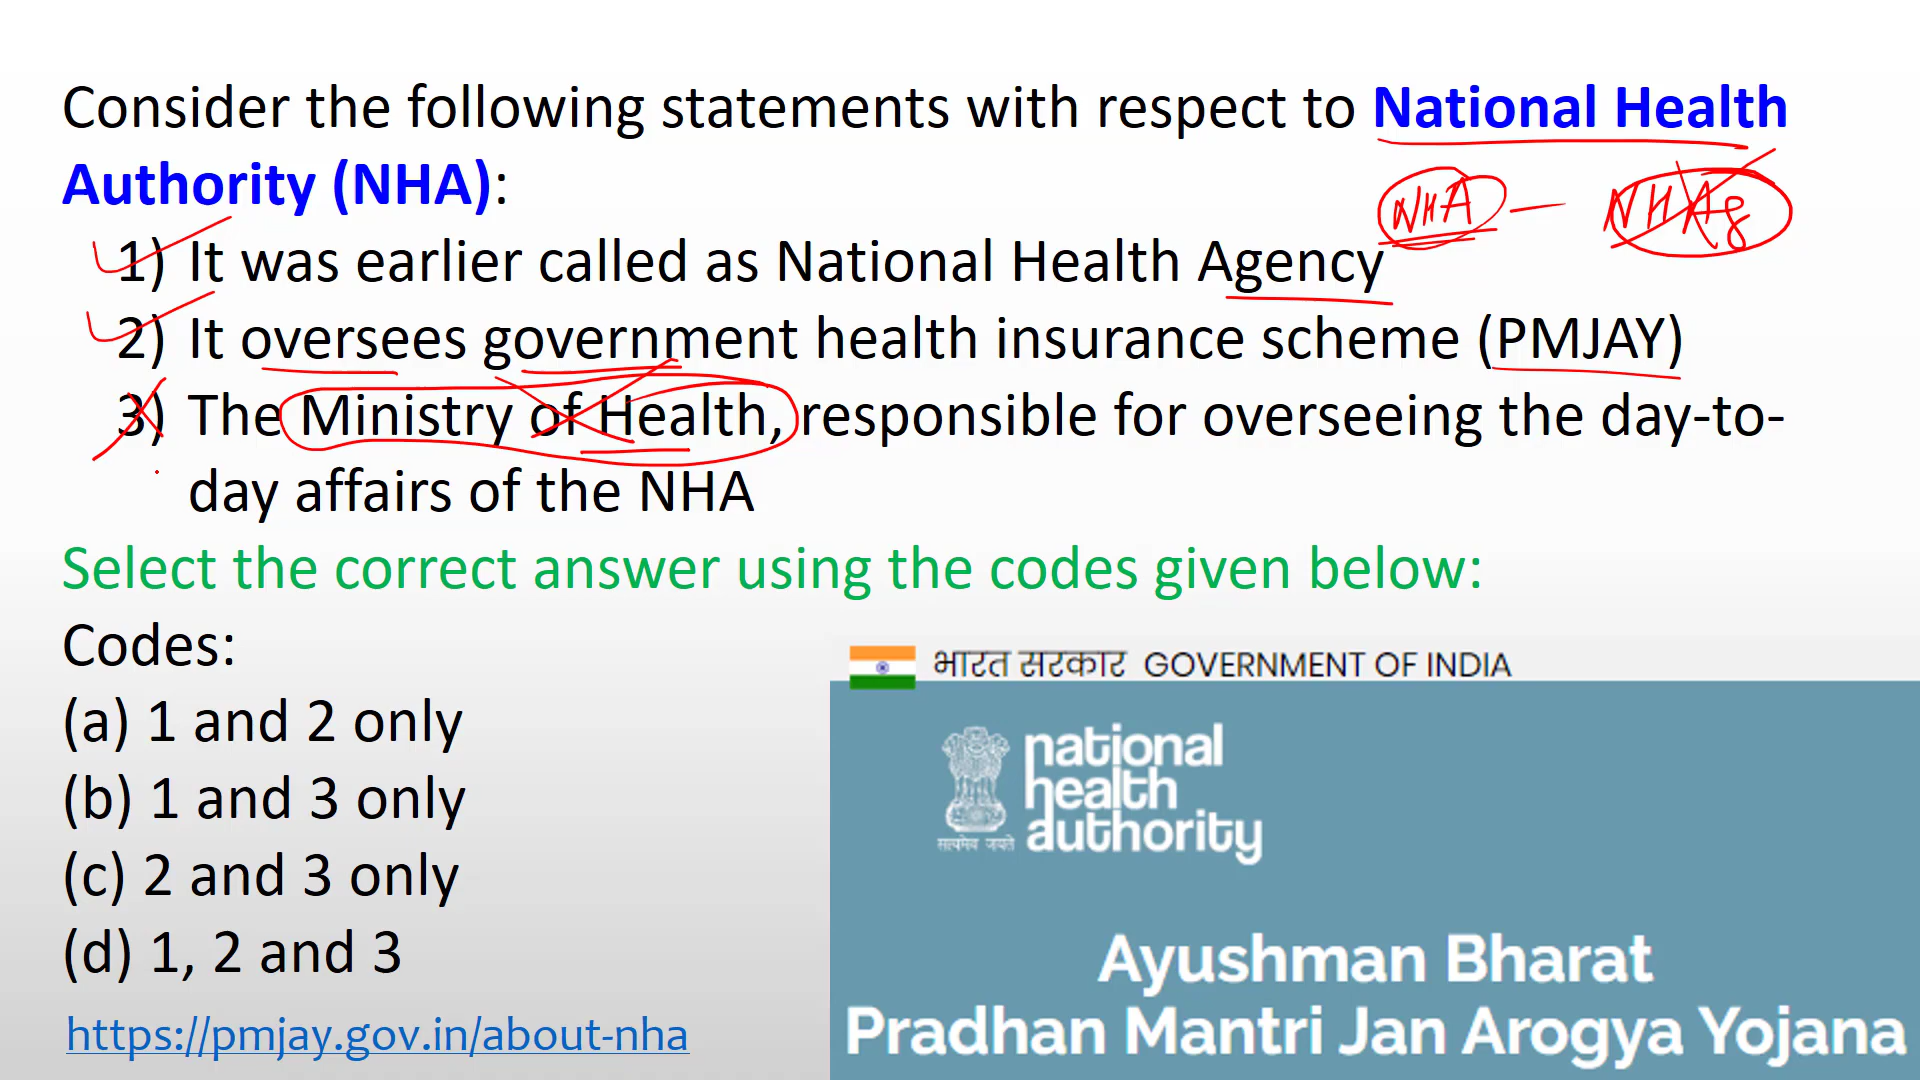 Consider the following statements with respect to National Health
Authority (NHA):
NHA — NHAg
1) It was earlier called as National Health Agency
2) It oversees government health insurance scheme (PMJAY)
3) The Ministry of Health, responsible for overseeing the day-to-
day affairs of the NHA
Select the correct answer using the codes given below:
Codes:
(a) 1 and 2 only
(b) 1 and 3 only
(c) 2 and 3 only
(d) 1, 2 and 3
https://pmjay.gov.in/about-nha
भारत सरकार GOVERNMENT OF INDIA
national
health
authority
सत्यमेव जयते
Ayushman Bharat
Pradhan Mantri Jan Arogya Yojana